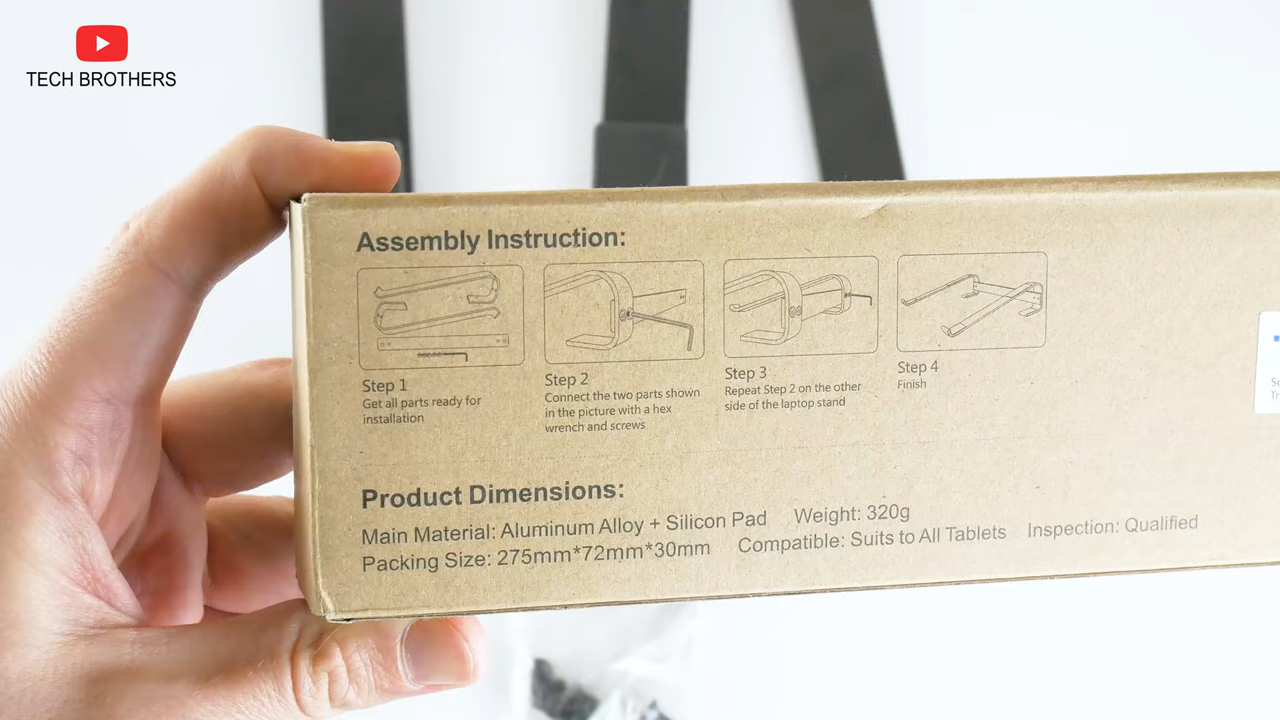 TECH BROTHERS
Assembly Instruction:
Step 1
Get all parts ready for
installation
Step 2
Connect the two parts shown
in the picture with a hex
wrench and screws
Step 3
Repeat Step 2 on the other
side of the laptop stand
Step 4
Finish
Product Dimensions:
Main Material: Aluminum Alloy + Silicon Pad Weight: 320g
Packing Size: 275mm*72mm*30mm Compatible: Suits to All Tablets Inspection: Qualified